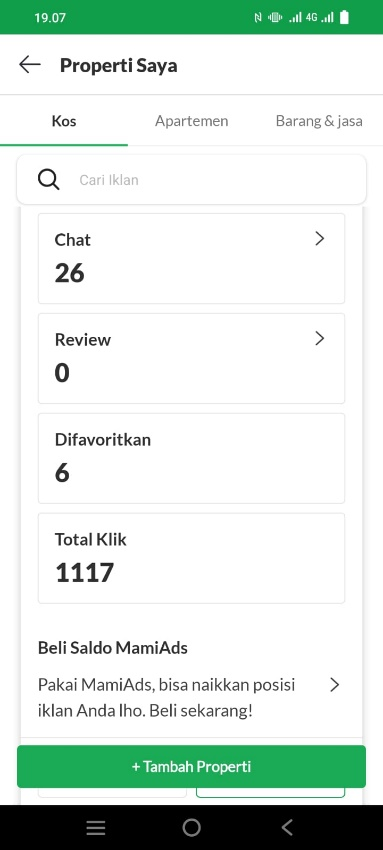 19.07
4G
Properti Saya
Kos Apartemen Barang & jasa
Cari Iklan
Chat
26
Review
0
Difavoritkan
6
Total Klik
1117
Beli Saldo MamiAds
Pakai MamiAds, bisa naikkan posisi
iklan Anda lho. Beli sekarang!
+ Tambah Properti